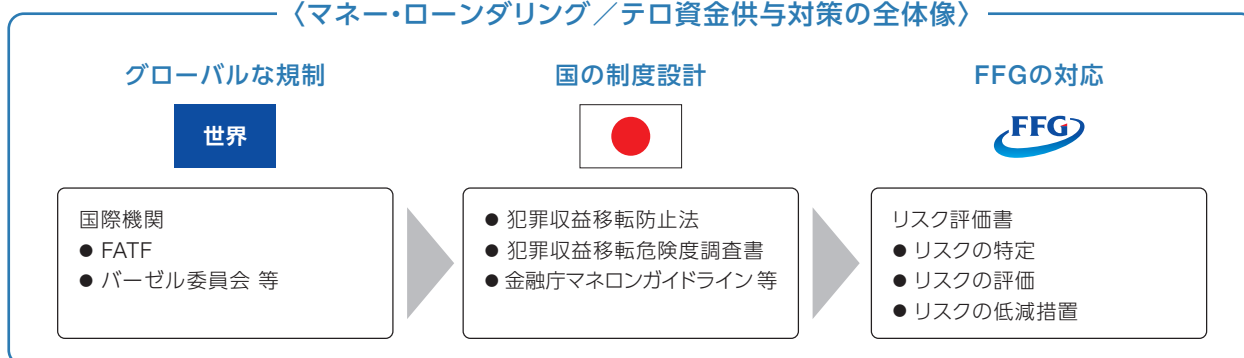 〈マネー・ローンダリング／テロ資金供与対策の全体像〉
グローバルな規制
世界
国際機関
● FATF
● バーゼル委員会 等
国の制度設計
● 犯罪収益移転防止法
● 犯罪収益移転危険度調査書
● 金融庁マネロンガイドライン 等
FFGの対応
FFG
リスク評価書
● リスクの特定
● リスクの評価
● リスクの低減措置